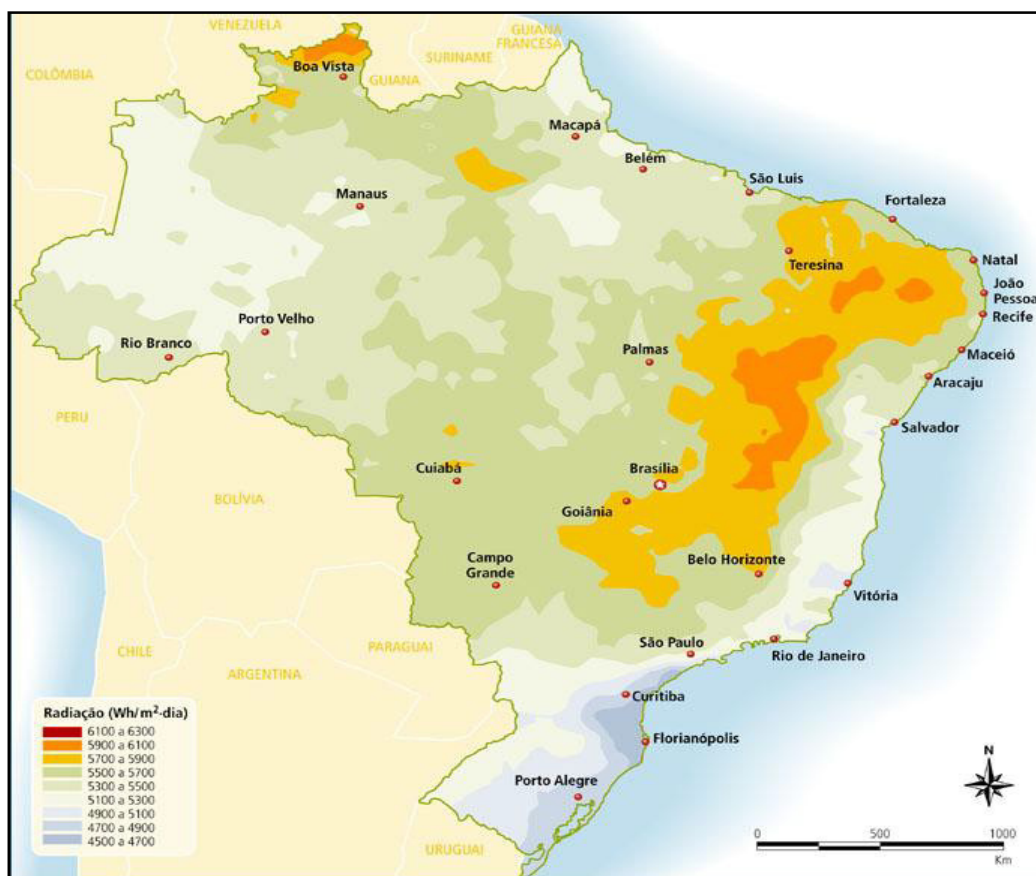 VENEZUELA
GUIANA
FRANCESA
SURINAME
COLÔMBIA
Boa Vista
GUIANA
Macapá
Belém
São Luis
Manaus
Fortaleza
Teresina
Natal
João
Pessoa
Recife
Porto Velho
Rio Branco
Palmas
Maceió
Aracaju
PERU
Salvador
Cuiabá
Brasília
BOLÍVIA
Goiânia
Campo
Grande
Belo Horizonte
Vitória
CHILE
PARAGUAI
São Paulo
Rio de Janeiro
ARGENTINA
Curitiba
Radiação (Wh/m²-dia)
6100 a 6300
5900 a 6100
5700 a 5900
5500 a 5700
5300 a 5500
5100 a 5300
4900 a 5100
4700 a 4900
4500 a 4700
Florianópolis
Porto Alegre
URUGUAI
N
0 500 1000
Km